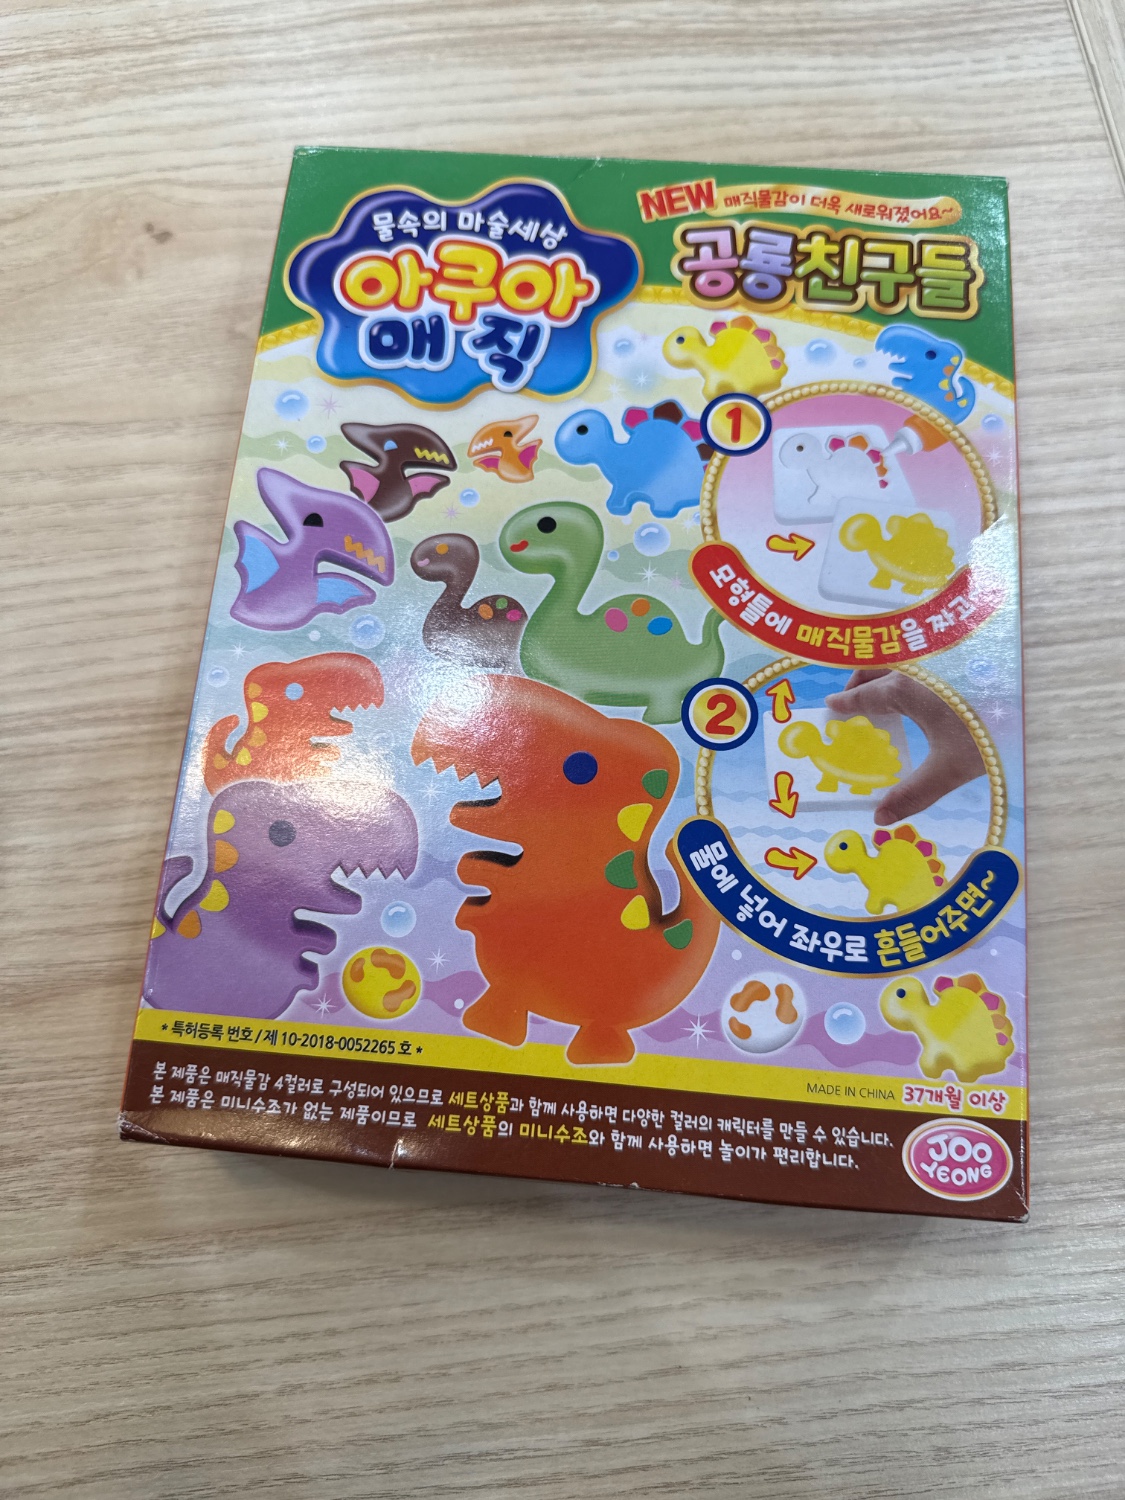 물속의 마술세상
아쿠아
매직
NEW 매직물감이 더욱 새로워졌어요~
공룡친구들
1
모형틀에 매직물감을 짜고
2
물에 넣어 좌우로 흔들어주면~
* 특허등록 번호 / 제 10-2018-0052265 호 *
MADE IN CHINA 37개월 이상
본 제품은 매직물감 4컬러로 구성되어 있으므로 세트상품과 함께 사용하면 다양한 컬러의 캐릭터를 만들 수 있습니다.
본 제품은 미니수조가 없는 제품이므로 세트상품의 미니수조와 함께 사용하면 놀이가 편리합니다.
JOO
YEONG